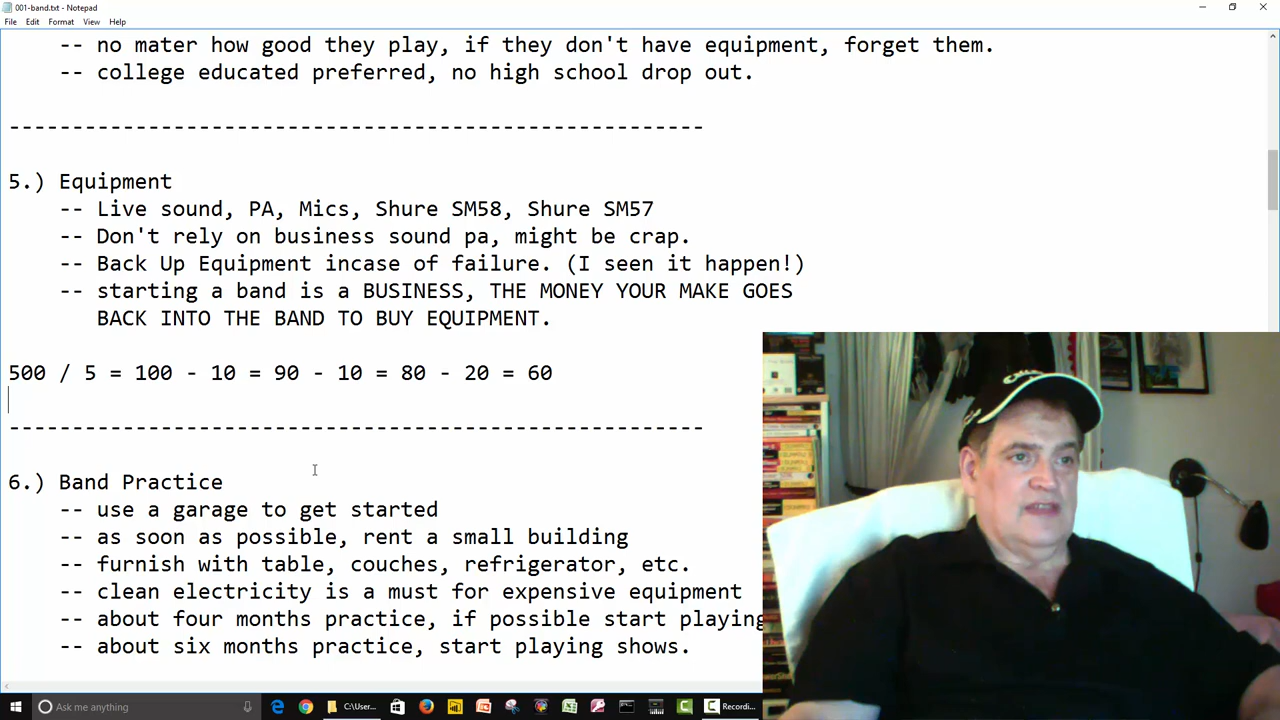 001-band.txt - Notepad
File Edit Format View Help
-- no mater how good they play, if they don't have equipment, forget them.
-- college educated preferred, no high school drop out.
-------------------------------------------------------
5.) Equipment
-- Live sound, PA, Mics, Shure SM58, Shure SM57
-- Don't rely on business sound pa, might be crap.
-- Back Up Equipment incase of failure. (I seen it happen!)
-- starting a band is a BUSINESS, THE MONEY YOUR MAKE GOES
BACK INTO THE BAND TO BUY EQUIPMENT.
500 / 5 = 100 - 10 = 90 - 10 = 80 - 20 = 60
-------------------------------------------------------
6.) Band Practice
-- use a garage to get started
-- as soon as possible, rent a small building
-- furnish with table, couches, refrigerator, etc.
-- clean electricity is a must for expensive equipment
-- about four months practice, if possible start playing
-- about six months practice, start playing shows.
Ask me anything
C:\User...
Recordi...